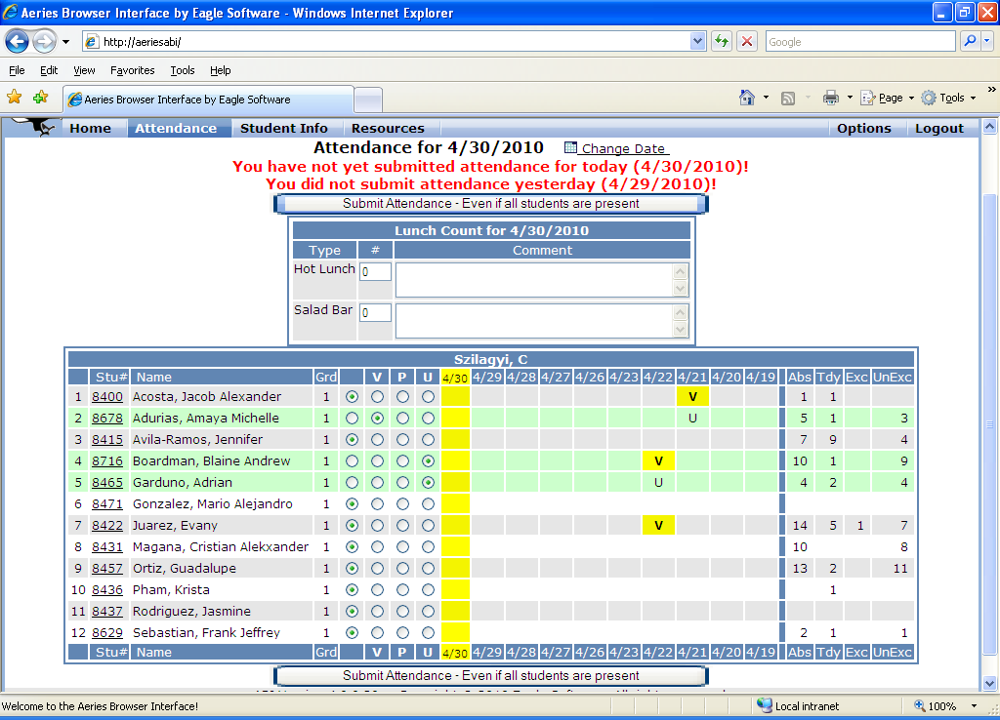 Aeries Browser Interface by Eagle Software - Windows Internet Explorer
http://aeriesabi/ Google
File Edit View Favorites Tools Help
Aeries Browser Interface by Eagle Software Page Tools »
Home Attendance Student Info Resources Options Logout
Attendance for 4/30/2010 Change Date
You have not yet submitted attendance for today (4/30/2010)!
You did not submit attendance yesterday (4/29/2010)!
Submit Attendance - Even if all students are present
Lunch Count for 4/30/2010
Type # Comment
Hot Lunch 0
Salad Bar 0
Szilagyi, C
Stu# Name Grd V P U 4/30 4/29 4/28 4/27 4/26 4/23 4/22 4/21 4/20 4/19 Abs Tdy Exc UnExc
1 8400 Acosta, Jacob Alexander 1 V 1 1
2 8678 Adurias, Amaya Michelle 1 U 5 1 3
3 8415 Avila-Ramos, Jennifer 1 7 9 4
4 8716 Boardman, Blaine Andrew 1 V 10 1 9
5 8465 Garduno, Adrian 1 U 4 2 4
6 8471 Gonzalez, Mario Alejandro 1
7 8422 Juarez, Evany 1 V 14 5 1 7
8 8431 Magana, Cristian Alekxander 1 10 8
9 8457 Ortiz, Guadalupe 1 13 2 11
10 8436 Pham, Krista 1 1
11 8437 Rodriguez, Jasmine 1
12 8629 Sebastian, Frank Jeffrey 1 2 1 1
Stu# Name Grd V P U 4/30 4/29 4/28 4/27 4/26 4/23 4/22 4/21 4/20 4/19 Abs Tdy Exc UnExc
Submit Attendance - Even if all students are present
Welcome to the Aeries Browser Interface! Local intranet 100%